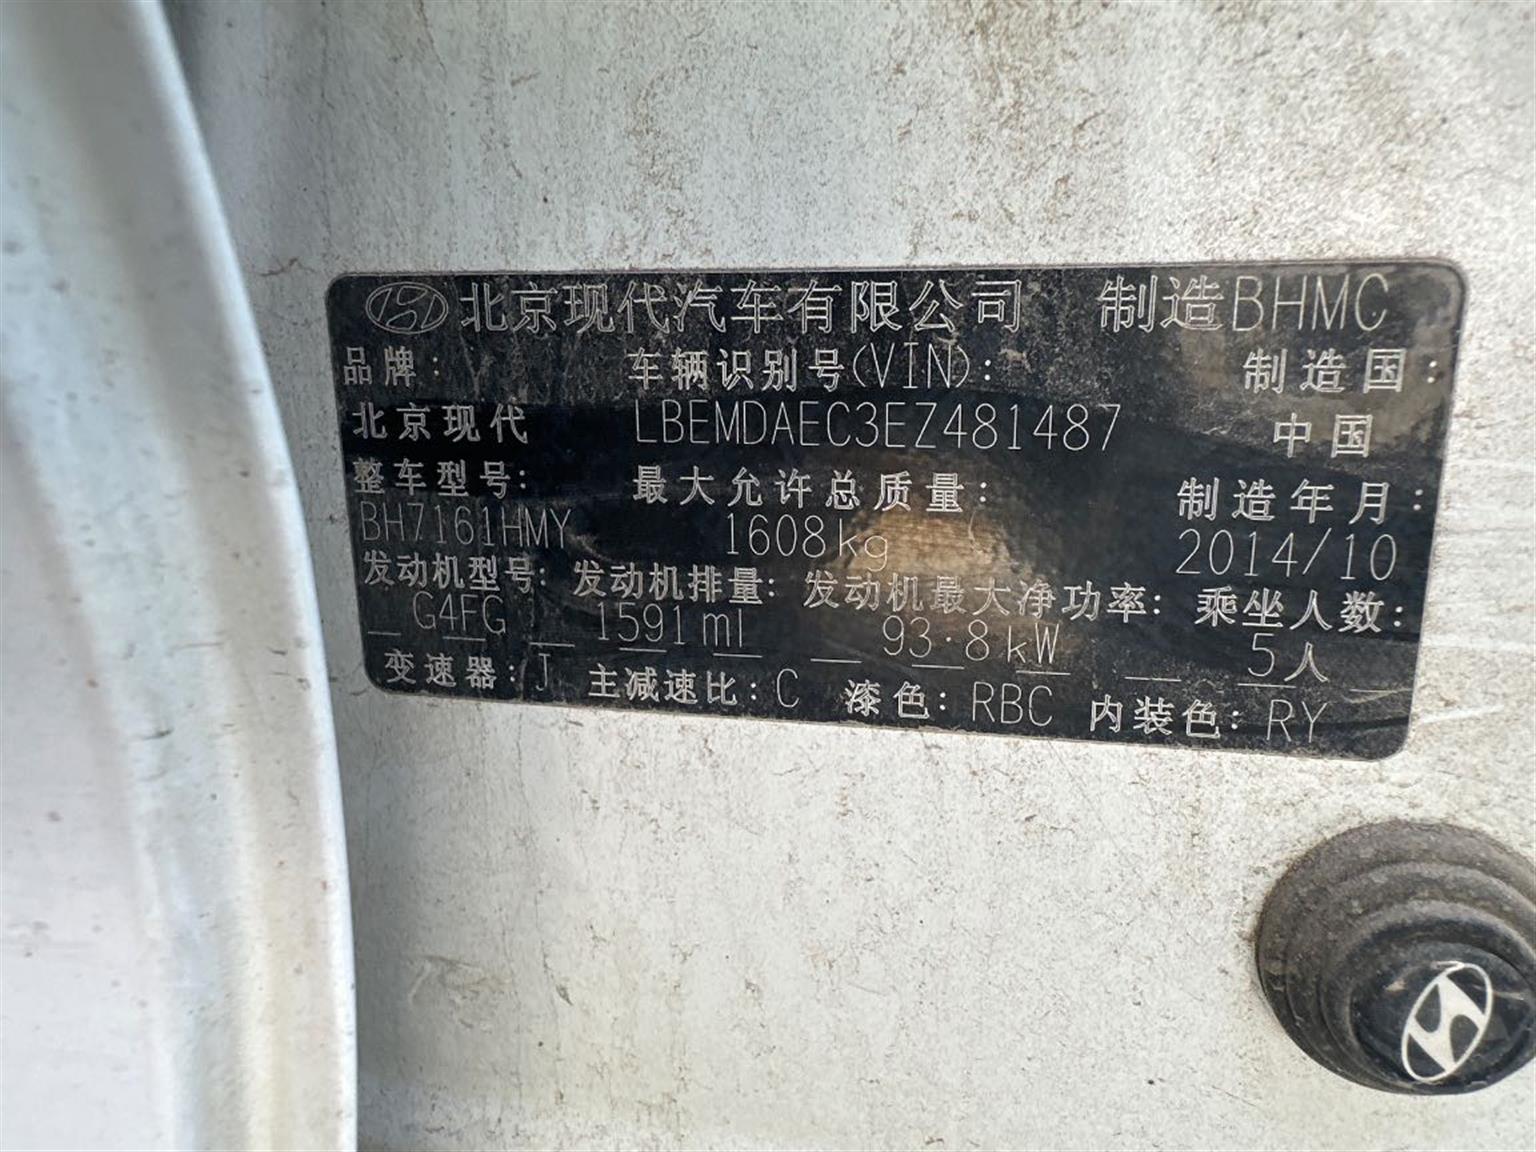 北京现代汽车有限公司 制造BHMC
品牌: 车辆识别号(VIN): 制造国:
北京现代 LBEMDAEC3EZ481487 中国
整车型号: 最大允许总质量: 制造年月:
BH7161HMY 1608kg 2014/10
发动机型号: 发动机排量: 发动机最大净功率: 乘坐人数:
G4FG 1591ml 93.8kW 5人
变速器:J 主减速比:C 漆色:RBC 内装色:RY